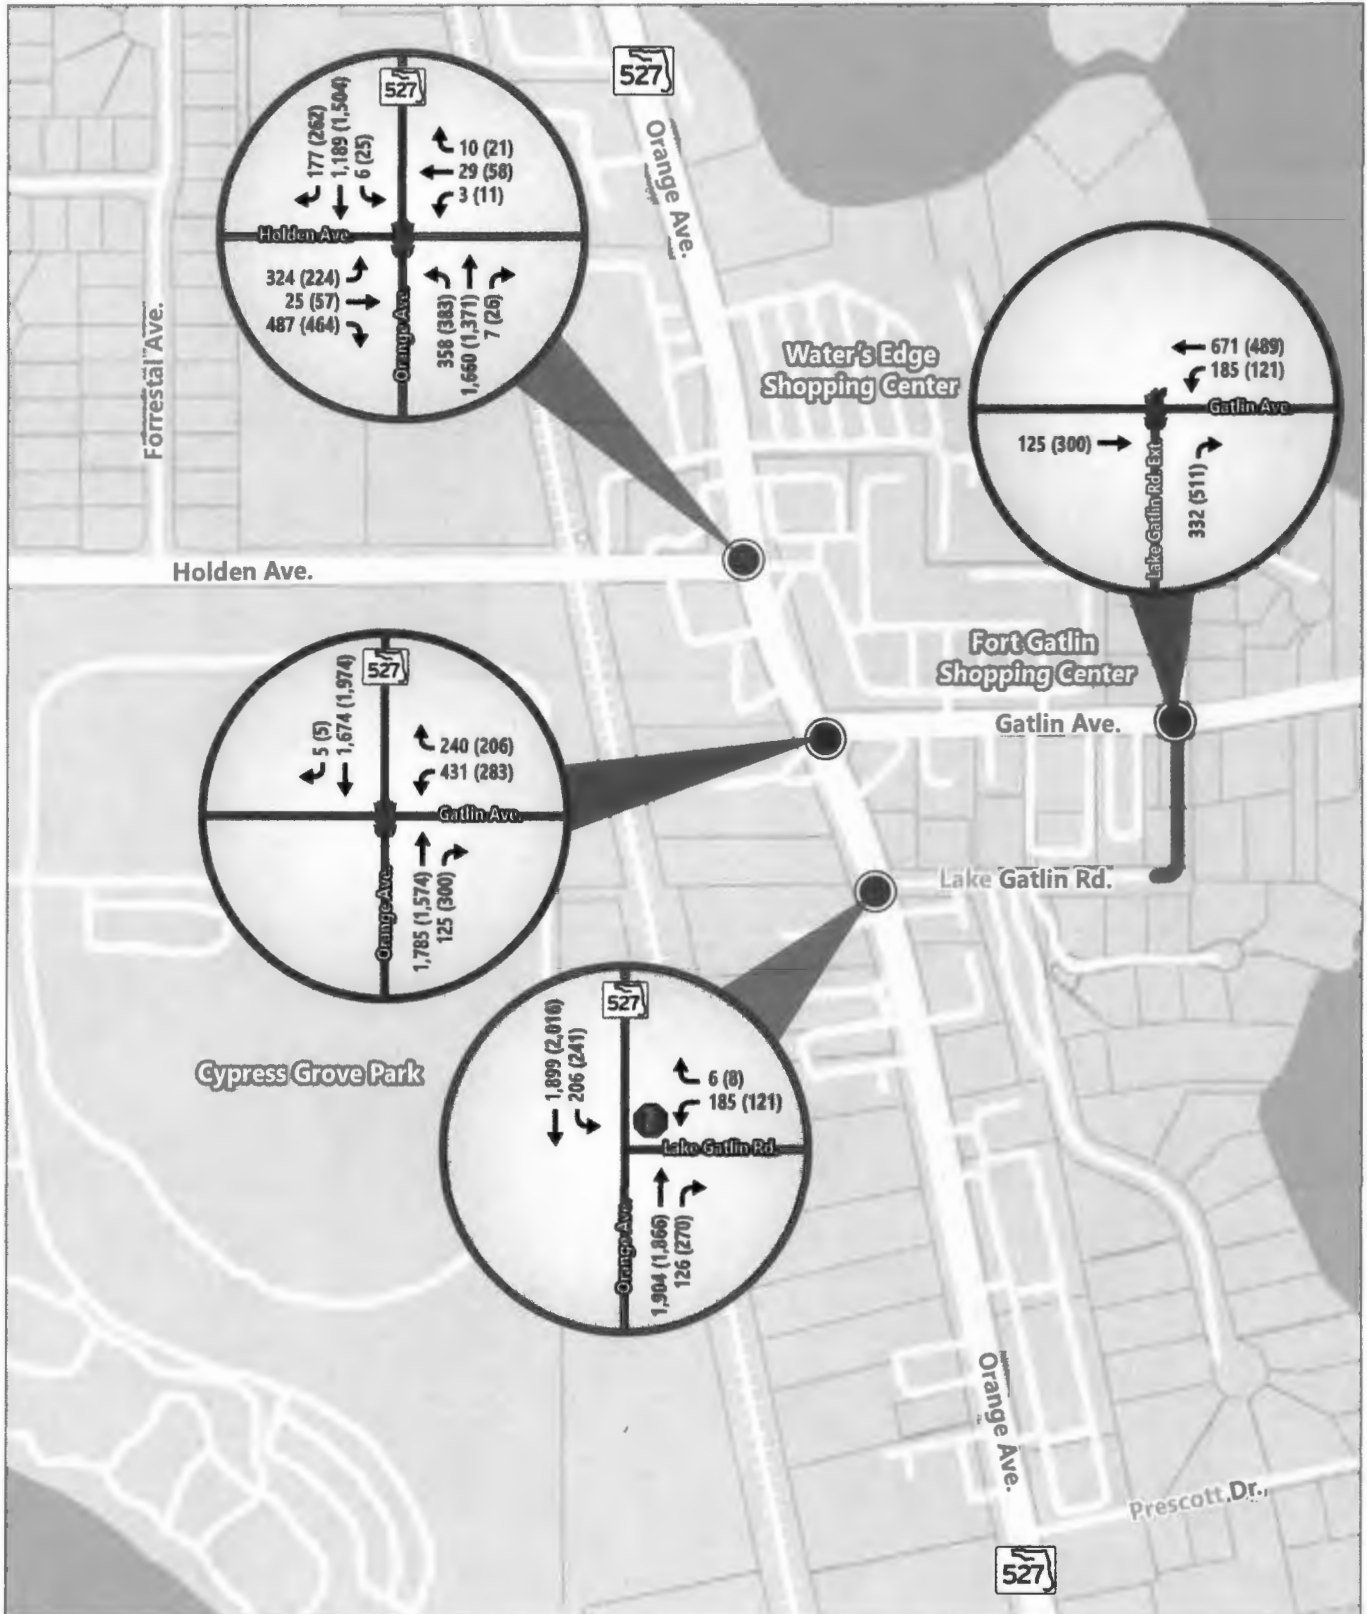 527
Orange Ave.
527
177 (262)
1,189 (1,504)
6 (25)
10 (21)
29 (58)
3 (11)
Holden Ave.
324 (224)
25 (57)
487 (464)
Orange Ave.
358 (383)
1,660 (1,371)
7 (26)
Forrestal Ave.
Water's Edge
Shopping Center
671 (489)
185 (121)
Gatlin Ave
125 (300)
Lake Gatlin Rd. Ext.
332 (511)
Holden Ave.
Fort Gatlin
Shopping Center
Gatlin Ave.
527
5 (5)
1,674 (1,974)
240 (206)
431 (283)
Gatlin Ave.
Orange Ave.
1,785 (1,574)
125 (300)
Lake Gatlin Rd.
Cypress Grove Park
527
1,899 (2,016)
206 (241)
6 (8)
185 (121)
Lake Gatlin Rd.
Orange Ave.
1,904 (1,866)
126 (270)
Orange Ave.
Prescott Dr.
527